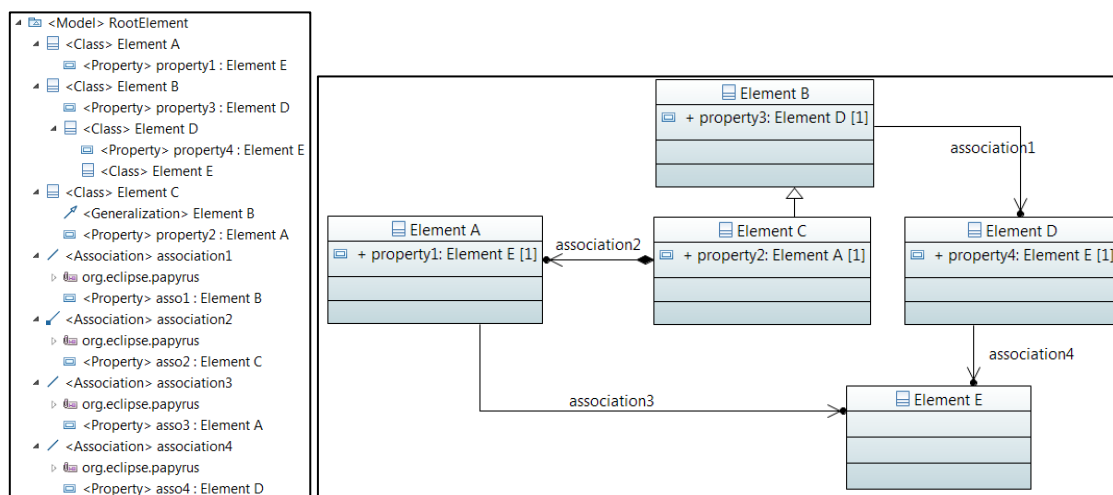 <Model> RootElement
<Class> Element A
<Property> property1 : Element E
<Class> Element B
<Property> property3 : Element D
<Class> Element D
<Property> property4 : Element E
<Class> Element E
<Class> Element C
<Generalization> Element B
<Property> property2 : Element A
<Association> association1
org.eclipse.papyrus
<Property> asso1 : Element B
<Association> association2
org.eclipse.papyrus
<Property> asso2 : Element C
<Association> association3
org.eclipse.papyrus
<Property> asso3 : Element A
<Association> association4
org.eclipse.papyrus
<Property> asso4 : Element D
Element B
+ property3: Element D [1]
association1
Element A
+ property1: Element E [1]
association2
Element C
+ property2: Element A [1]
Element D
+ property4: Element E [1]
association4
association3
Element E